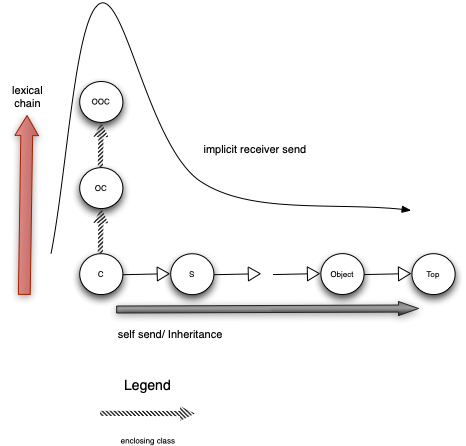 lexical
chain
OOC
implicit receiver send
OC
C
S
Object
Top
self send/ Inheritance
Legend
enclosing class